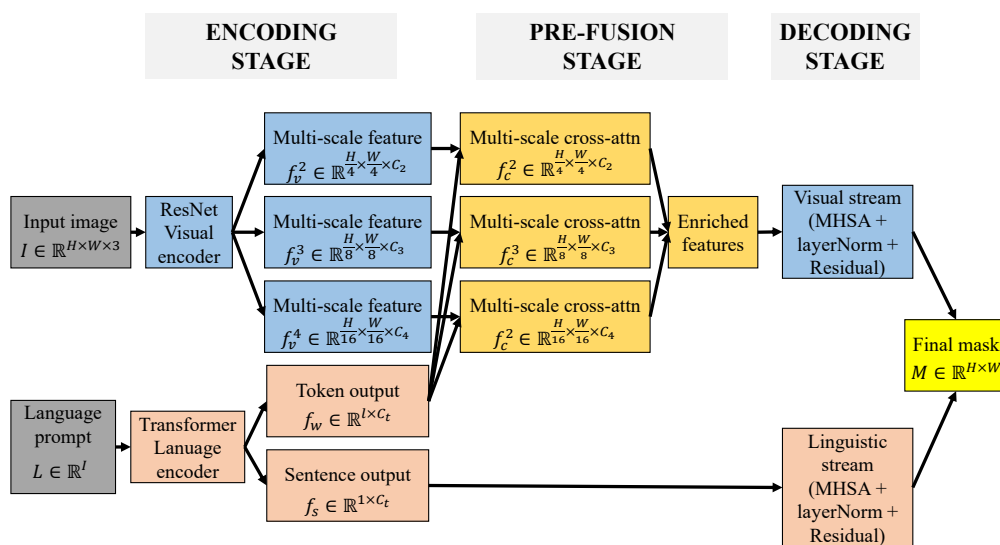 ENCODING
STAGE
PRE-FUSION
STAGE
DECODING
STAGE
Multi-scale feature
f_v^2 ∈ ℝ^{H/4 × W/4 × C_2}
Multi-scale cross-attn
f_c^2 ∈ ℝ^{H/4 × W/4 × C_2}
Input image
I ∈ ℝ^{H×W×3}
ResNet
Visual
encoder
Multi-scale feature
f_v^3 ∈ ℝ^{H/8 × W/8 × C_3}
Multi-scale cross-attn
f_c^3 ∈ ℝ^{H/8 × W/8 × C_3}
Enriched
features
Visual stream
(MHSA +
layerNorm +
Residual)
Multi-scale feature
f_v^4 ∈ ℝ^{H/16 × W/16 × C_4}
Multi-scale cross-attn
f_c^2 ∈ ℝ^{H/16 × W/16 × C_4}
Final mask
M ∈ ℝ^{H×W}
Language
prompt
L ∈ ℝ^I
Transformer
Lanuage
encoder
Token output
f_w ∈ ℝ^{l×C_t}
Sentence output
f_s ∈ ℝ^{1×C_t}
Linguistic
stream
(MHSA +
layerNorm +
Residual)